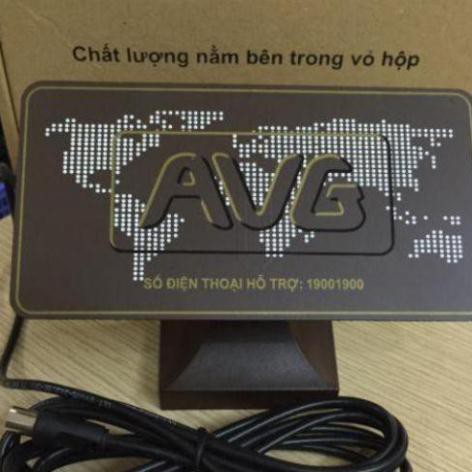 Chất lượng nằm bên trong vỏ hộp
AVG
SỐ ĐIỆN THOẠI HỖ TRỢ: 19001900